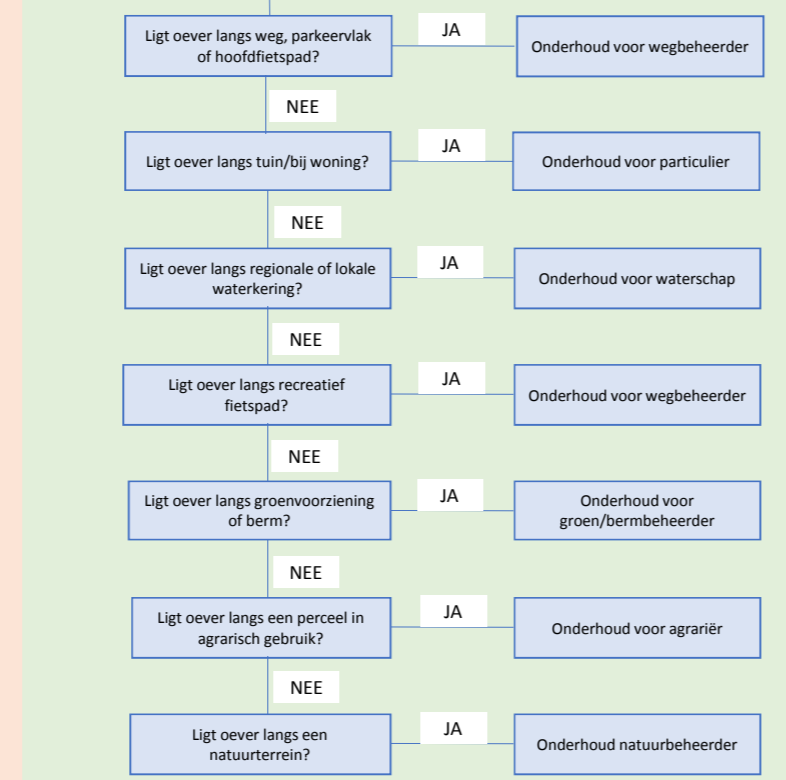 Ligt oever langs weg, parkeervlak
of hoofdfietspad?
JA
Onderhoud voor wegbeheerder
NEE
Ligt oever langs tuin/bij woning?
JA
Onderhoud voor particulier
NEE
Ligt oever langs regionale of lokale
waterkering?
JA
Onderhoud voor waterschap
NEE
Ligt oever langs recreatief
fietspad?
JA
Onderhoud voor wegbeheerder
NEE
Ligt oever langs groenvoorziening
of berm?
JA
Onderhoud voor
groen/bermbeheerder
NEE
Ligt oever langs een perceel in
agrarisch gebruik?
JA
Onderhoud voor agrariër
NEE
Ligt oever langs een
natuurterrein?
JA
Onderhoud natuurbeheerder